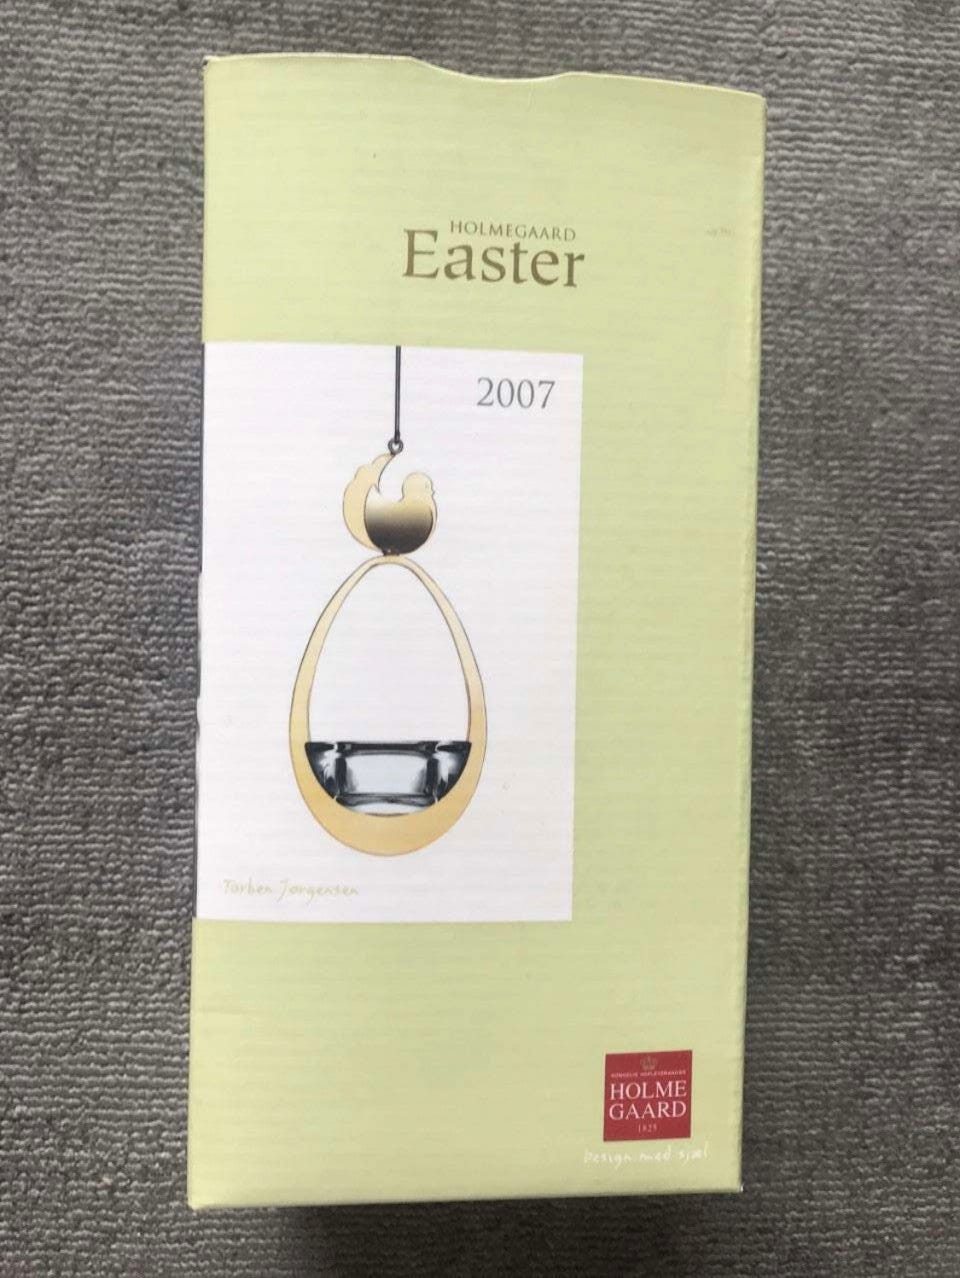 HOLMEGAARD
Easter
2007
Torben Jørgensen
KONGELIG HOFLEVERANDØR
HOLME
GAARD
1825
Design med sjæl